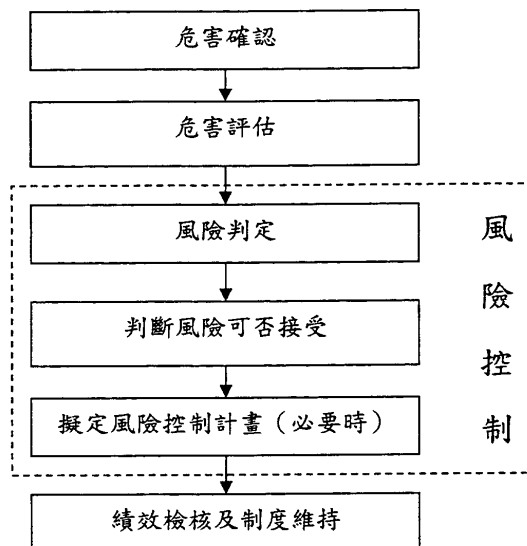 危害確認
危害評估
風險判定
判斷風險可否接受
擬定風險控制計畫（必要時）
風
險
控
制
績效檢核及制度維持